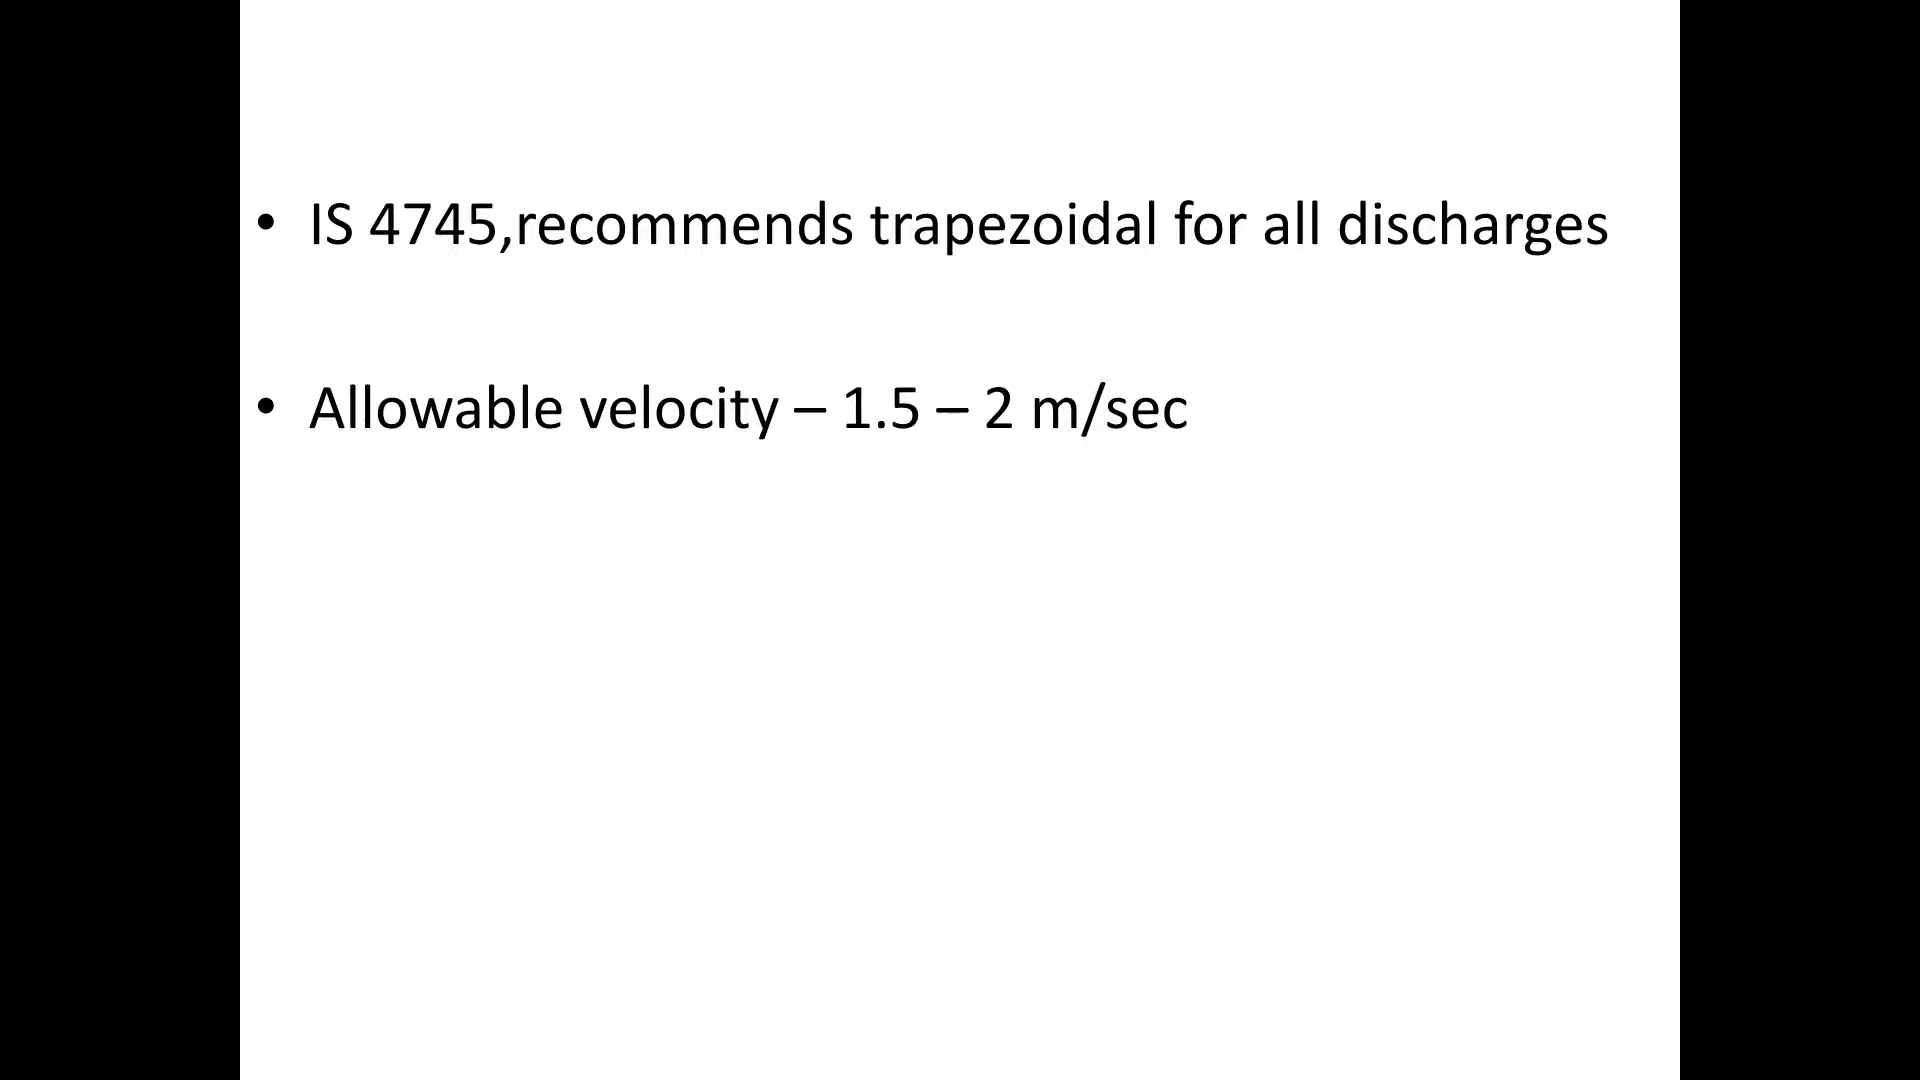 • IS 4745,recommends trapezoidal for all discharges
• Allowable velocity – 1.5 – 2 m/sec